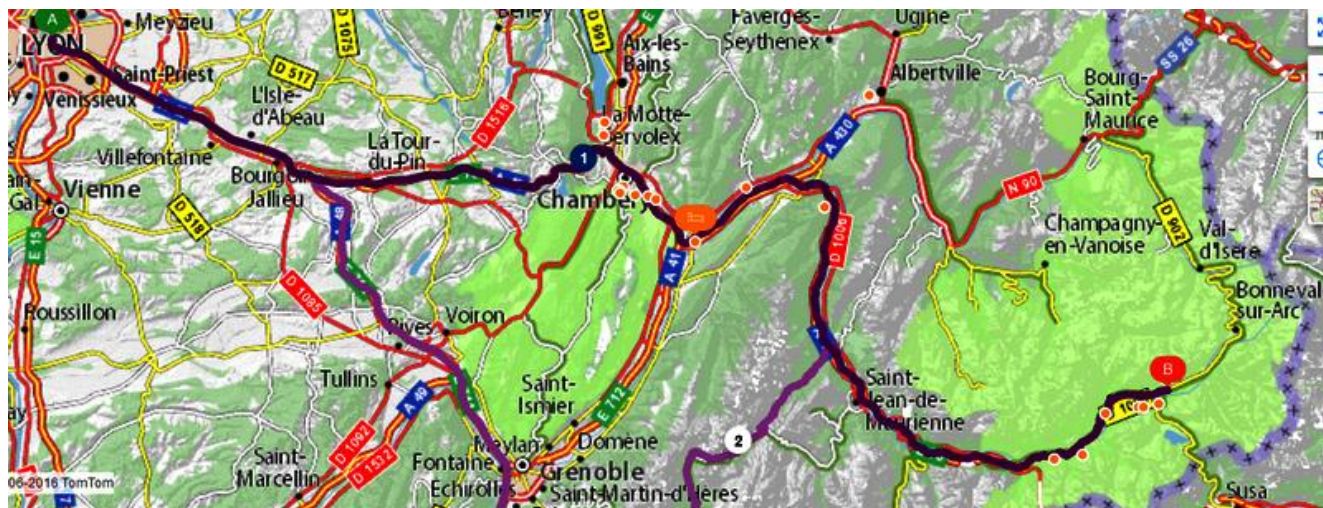 A
LYON
Meyzieu
D 1075
D 991
Aix-les-
Bains
Faverges-
Seythenex
Ugine
SS 26
Saint-Priest
Vénissieux
D 517
L'Isle-
d'Abeau
Albertville
Bourg-
Saint-
Maurice
La Motte-
Servolex
D 1516
A 430
Villefontaine
La Tour-
du-Pin
1
Vienne
Bourgoin
Jallieu
Chambéry
N 90
D 518
A 48
E 15
A 41
D 1006
Champagny-
en-Vanoise
D 902
Val-
d'Isère
Bonneval
sur-Arc
Roussillon
D 1085
Voiron
Rives
B
Tullins
A 49
Saint-
Ismier
E 712
Saint-
Jean-de-
Maurienne
2
D 1092
D 1532
Meylan
Domène
Saint-
Marcellin
Fontaine
Grenoble
Echirolles
Saint-Martin-d'Hères
Susa
06-2016 TomTom